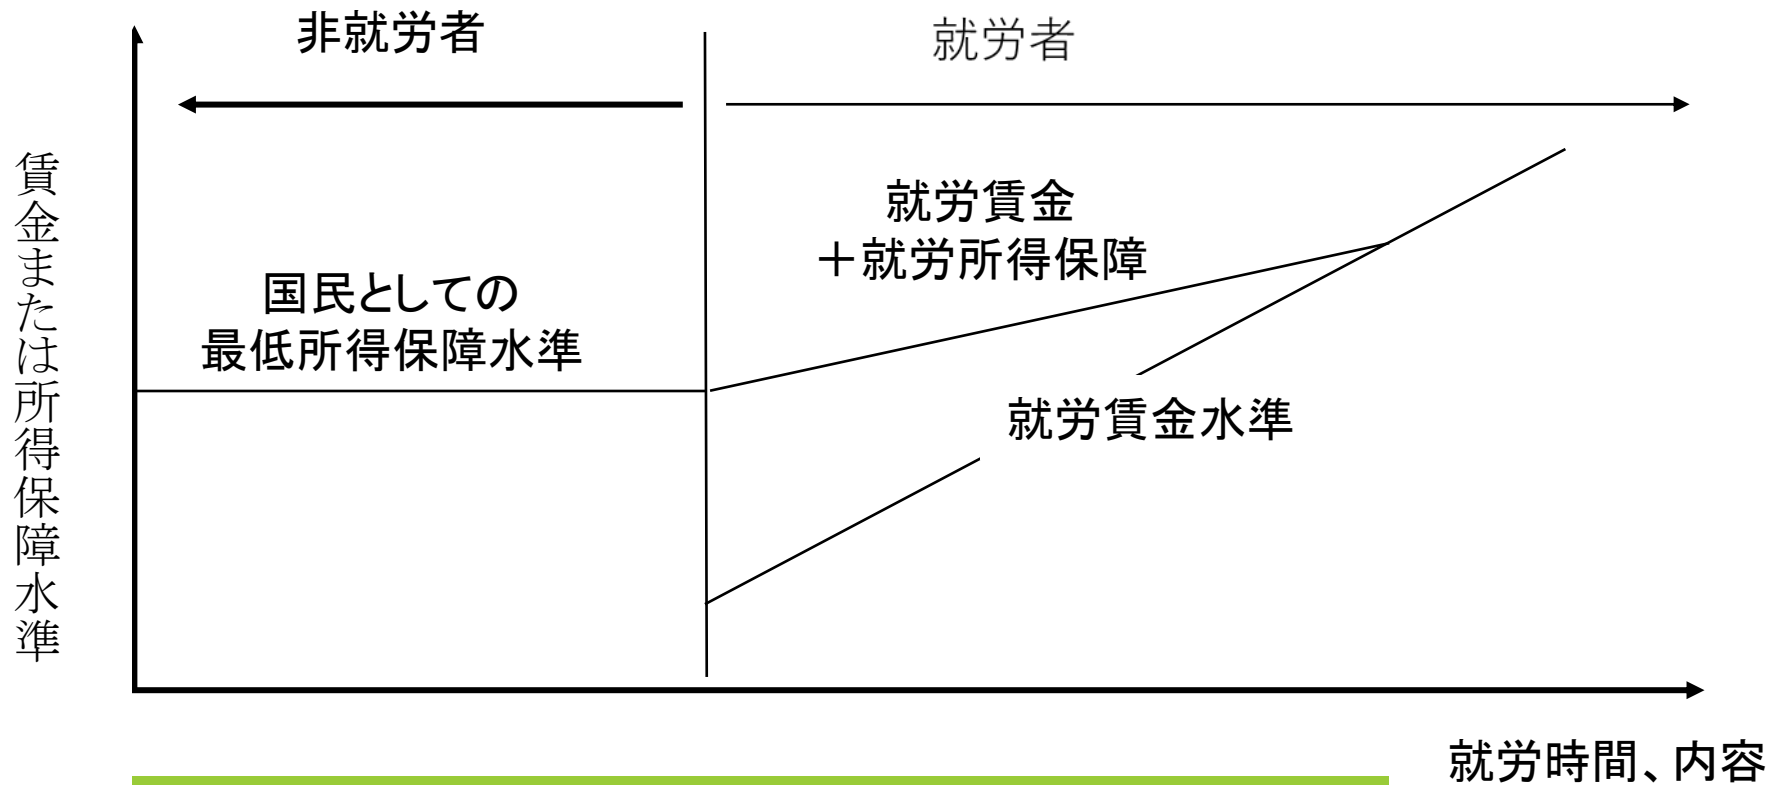 非就労者
就労者
賃金または所得保障水準
就労賃金
＋就労所得保障
国民としての
最低所得保障水準
就労賃金水準
就労時間、内容